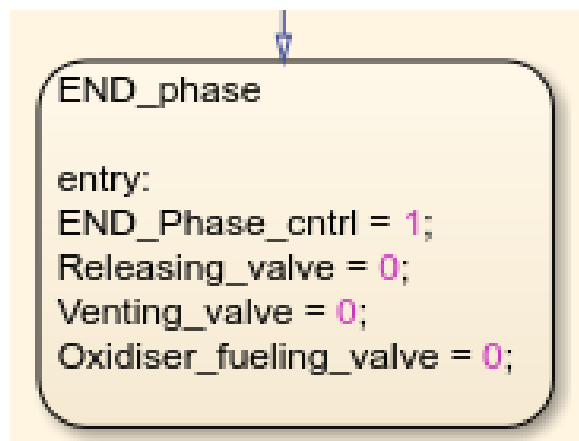 END_phase
entry:
END_Phase_cntrl = 1;
Releasing_valve = 0;
Venting_valve = 0;
Oxidiser_fueling_valve = 0;